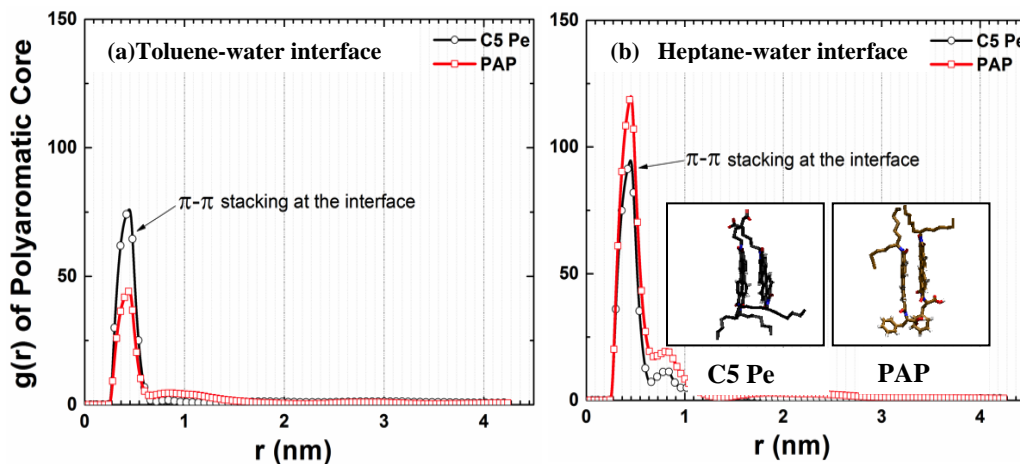 (a)Toluene-water interface
C5 Pe
PAP
π-π stacking at the interface
g(r) of Polyaromatic Core
150
100
50
0
0 1 2 3 4
r (nm)
(b) Heptane-water interface
C5 Pe
PAP
π-π stacking at the interface
C5 Pe
PAP
150
100
50
0
0 1 2 3 4
r (nm)